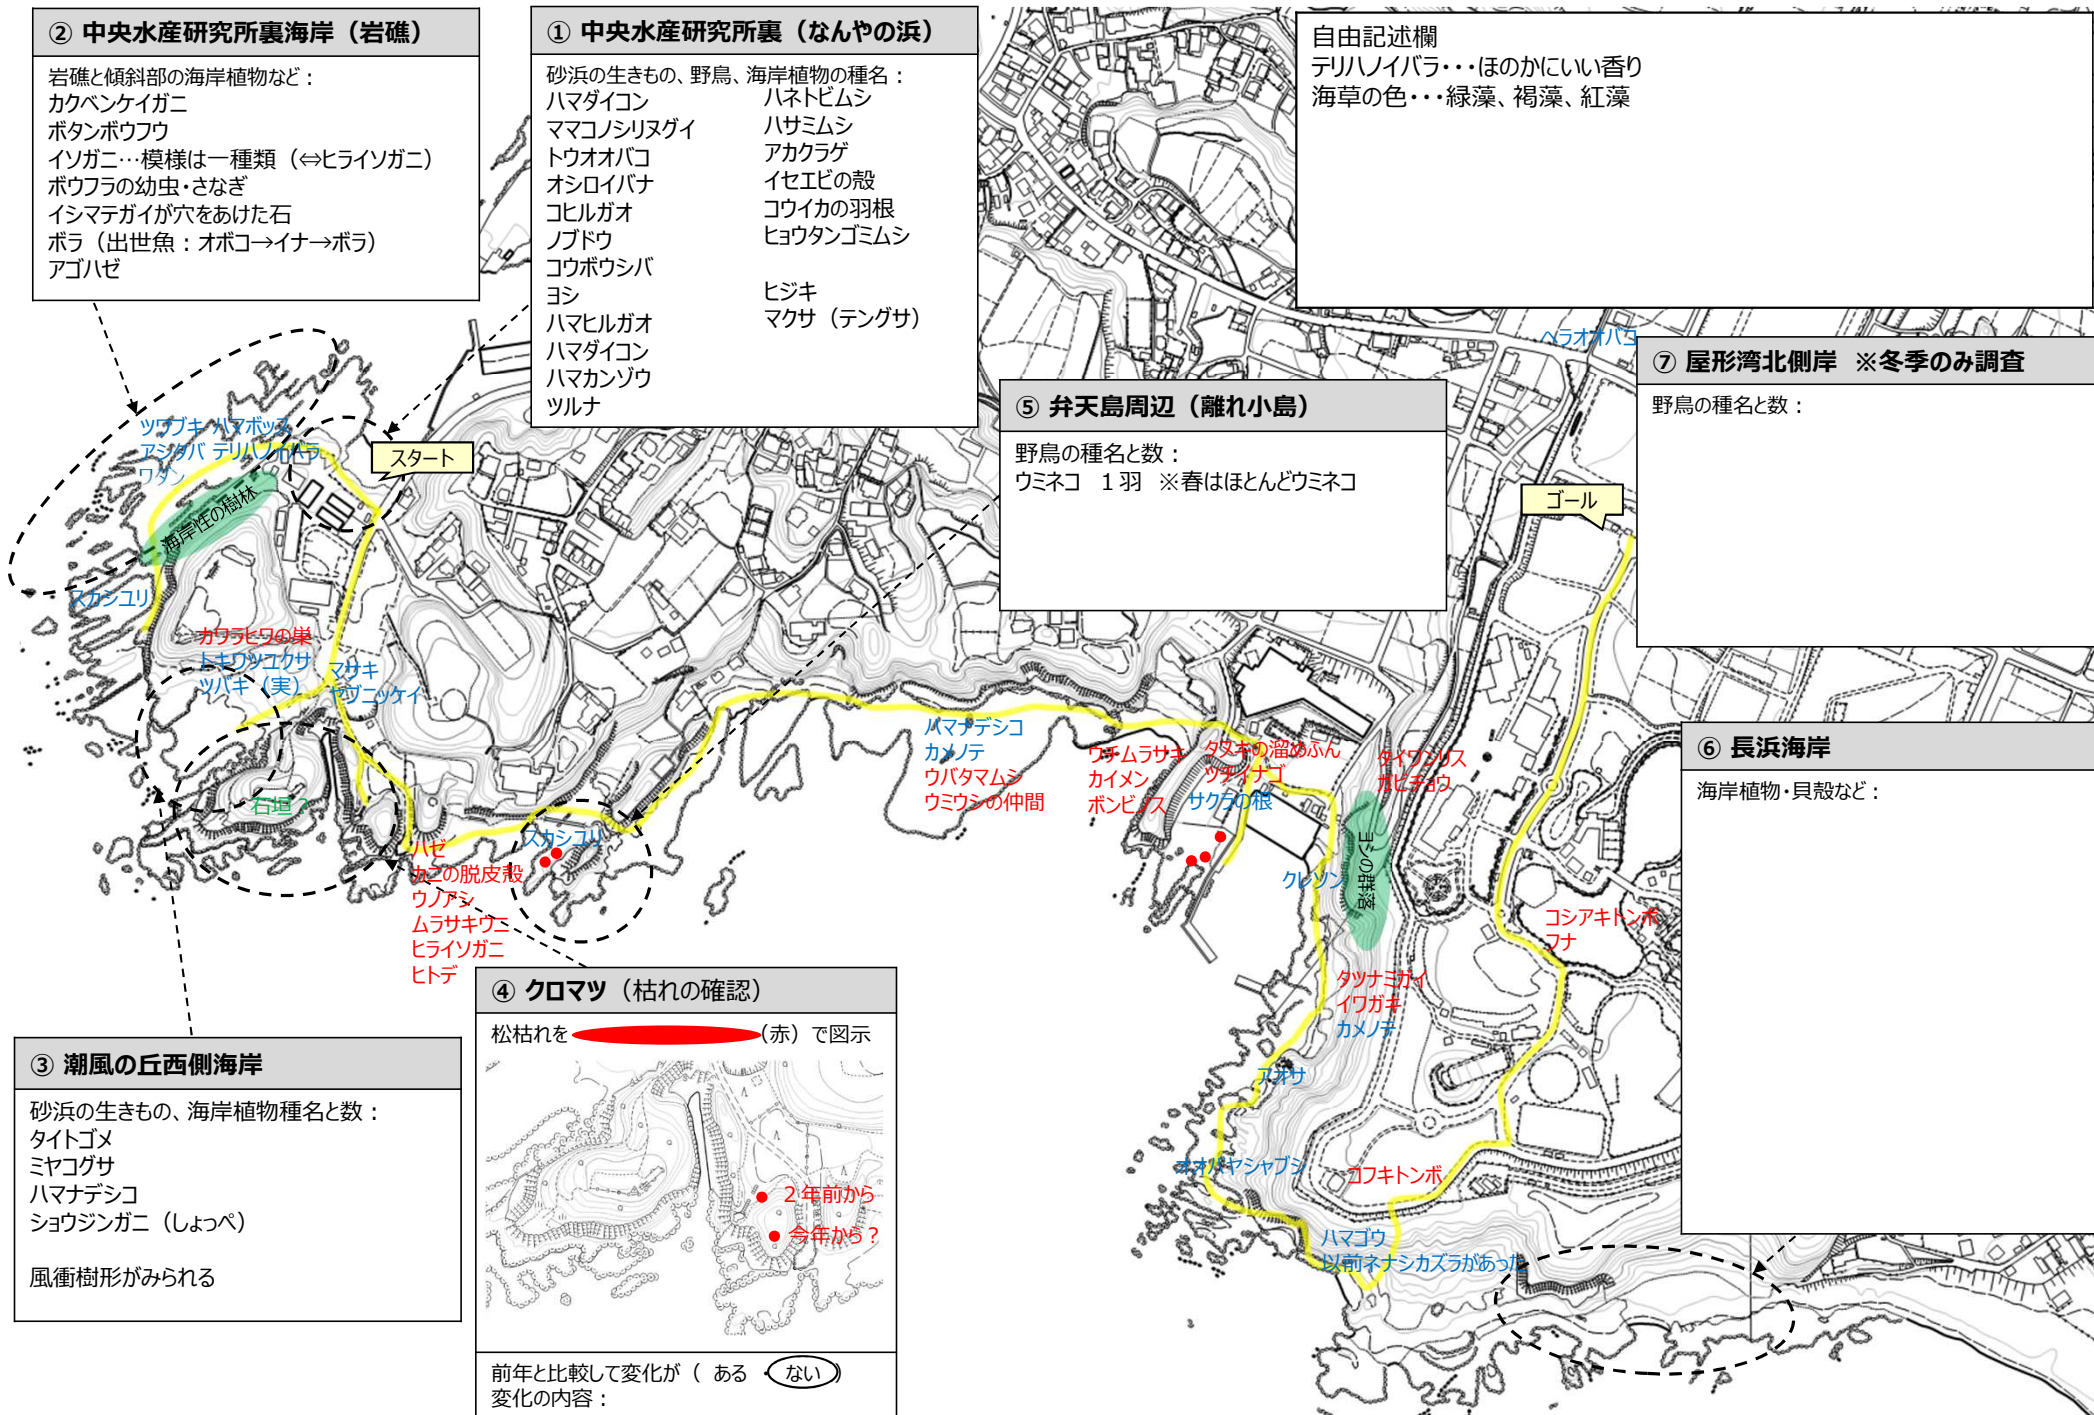 ② 中央水産研究所裏海岸（岩礁）
岩礁と傾斜部の海岸植物など：
カクベンケイガニ
ボタンボウフウ
イソガニ…模様は一種類（⇔ヒライソガニ）
ボウフラの幼虫・さなぎ
イシマテガイが穴をあけた石
ボラ（出世魚：オボコ→イナ→ボラ）
アゴハゼ
① 中央水産研究所裏（なんやの浜）
砂浜の生きもの、野鳥、海岸植物の種名：
ハマダイコン
ママコノシリヌグイ
トウオオバコ
オシロイバナ
コヒルガオ
ノブドウ
コウボウシバ
ヨシ
ハマヒルガオ
ハマダイコン
ハマカンゾウ
ツルナ
ハネトビムシ
ハサミムシ
アカクラゲ
イセエビの殻
コウイカの羽根
ヒョウタンゴミムシ
ヒジキ
マクサ（テングサ）
自由記述欄
テリハノイバラ・・・ほのかにいい香り
海草の色・・・緑藻、褐藻、紅藻
ヘラオオバコ
⑦ 屋形湾北側岸 ※冬季のみ調査
野鳥の種名と数：
⑤ 弁天島周辺（離れ小島）
野鳥の種名と数：
ウミネコ 1羽 ※春はほとんどウミネコ
ツワブキ ハマボッス
アシタバ テリハノイバラ
ワダン
スタート
海岸性の樹林
ゴール
スカシユリ
カワラヒワの巣
トキワツユクサ
ツバキ（実）
マサキ
ヤブニッケイ
石垣？
ハマナデシコ
カメノテ
ウバタマムシ
ウミウシの仲間
ウチムラサキ
カイメン
ボンビノス
タヌキの溜めふん
ツチイナゴ
サクラの根
タイワンリス
ガビチョウ
ヨシの群落
クレソン
スカシユリ
ハゼ
カニの脱皮殻
ウノアシ
ムラサキウニ
ヒライソガニ
ヒトデ
コシアキトンボ
フナ
タツナミガイ
イワガキ
カメノテ
アオサ
オオバヤシャブシ
コフキトンボ
ハマゴウ
以前ネナシカズラがあった
⑥ 長浜海岸
海岸植物・貝殻など：
③ 潮風の丘西側海岸
砂浜の生きもの、海岸植物種名と数：
タイトゴメ
ミヤコグサ
ハマナデシコ
ショウジンガニ（しょっぺ）
風衝樹形がみられる
④ クロマツ（枯れの確認）
松枯れを（赤）で図示
2年前から
今年から？
前年と比較して変化が（ ある ・ ない ）
変化の内容：